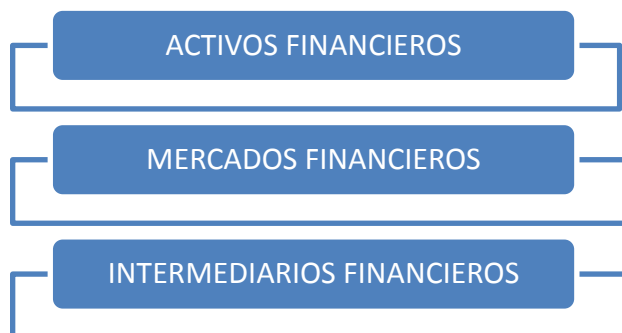 ACTIVOS FINANCIEROS
MERCADOS FINANCIEROS
INTERMEDIARIOS FINANCIEROS